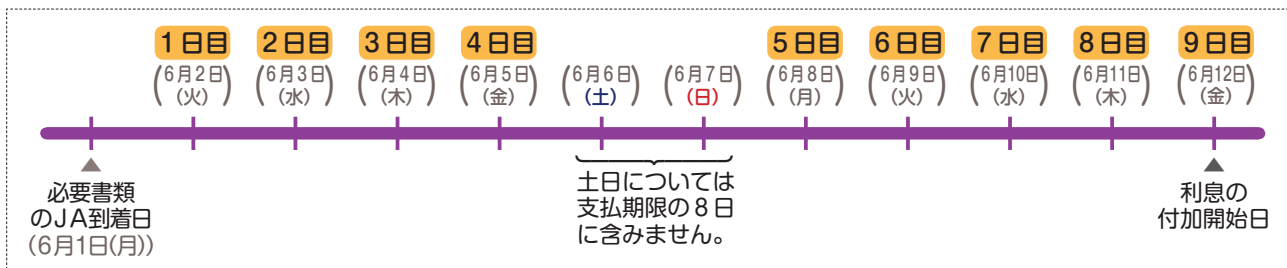 1日目 2日目 3日目 4日目 5日目 6日目 7日目 8日目 9日目
(6月2日(火)) (6月3日(水)) (6月4日(木)) (6月5日(金)) (6月6日(土)) (6月7日(日)) (6月8日(月)) (6月9日(火)) (6月10日(水)) (6月11日(木)) (6月12日(金))
必要書類
のJA到着日
(6月1日(月))
土日については
支払期限の8日
に含みません。
利息の
付加開始日